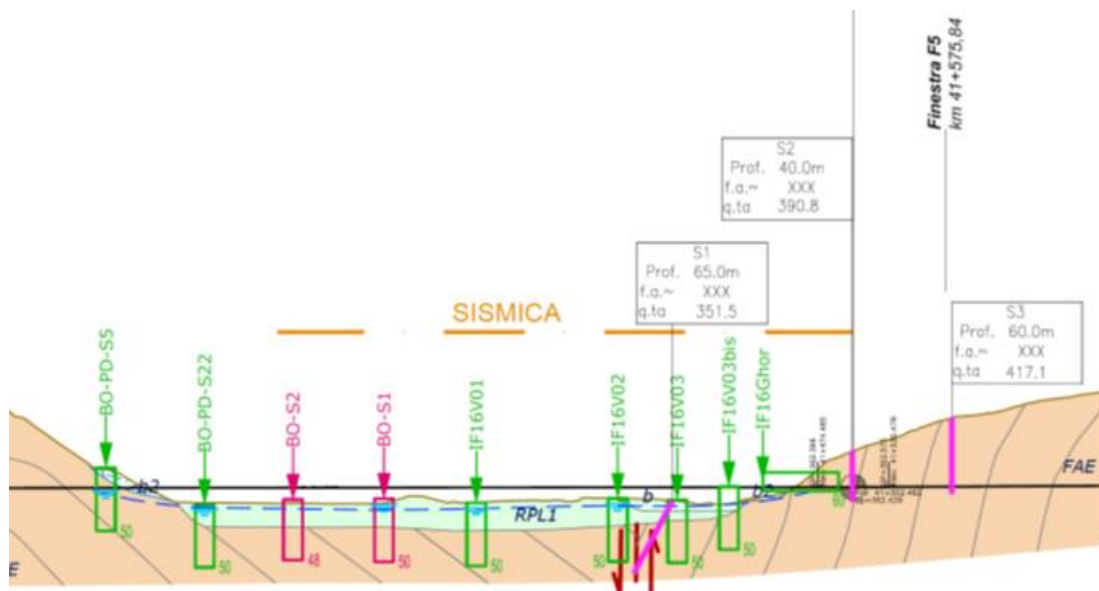 Finestra F5
km 41+575,84
S2
Prof. 40.0m
f.a.~ XXX
q.ta 390.8
S1
Prof. 65.0m
f.a.~ XXX
q.ta 351.5
S3
Prof. 60.0m
f.a.~ XXX
q.ta 417.1
SISMICA
BO-PD-S5
BO-PD-S22
BO-S2
BO-S1
IF16V01
IF16V02
IF16V03
IF16V03bis
IF16Ghor
b2
RPL1
b
b2
FAE
E
50
50
48
50
50
50
50
50
60